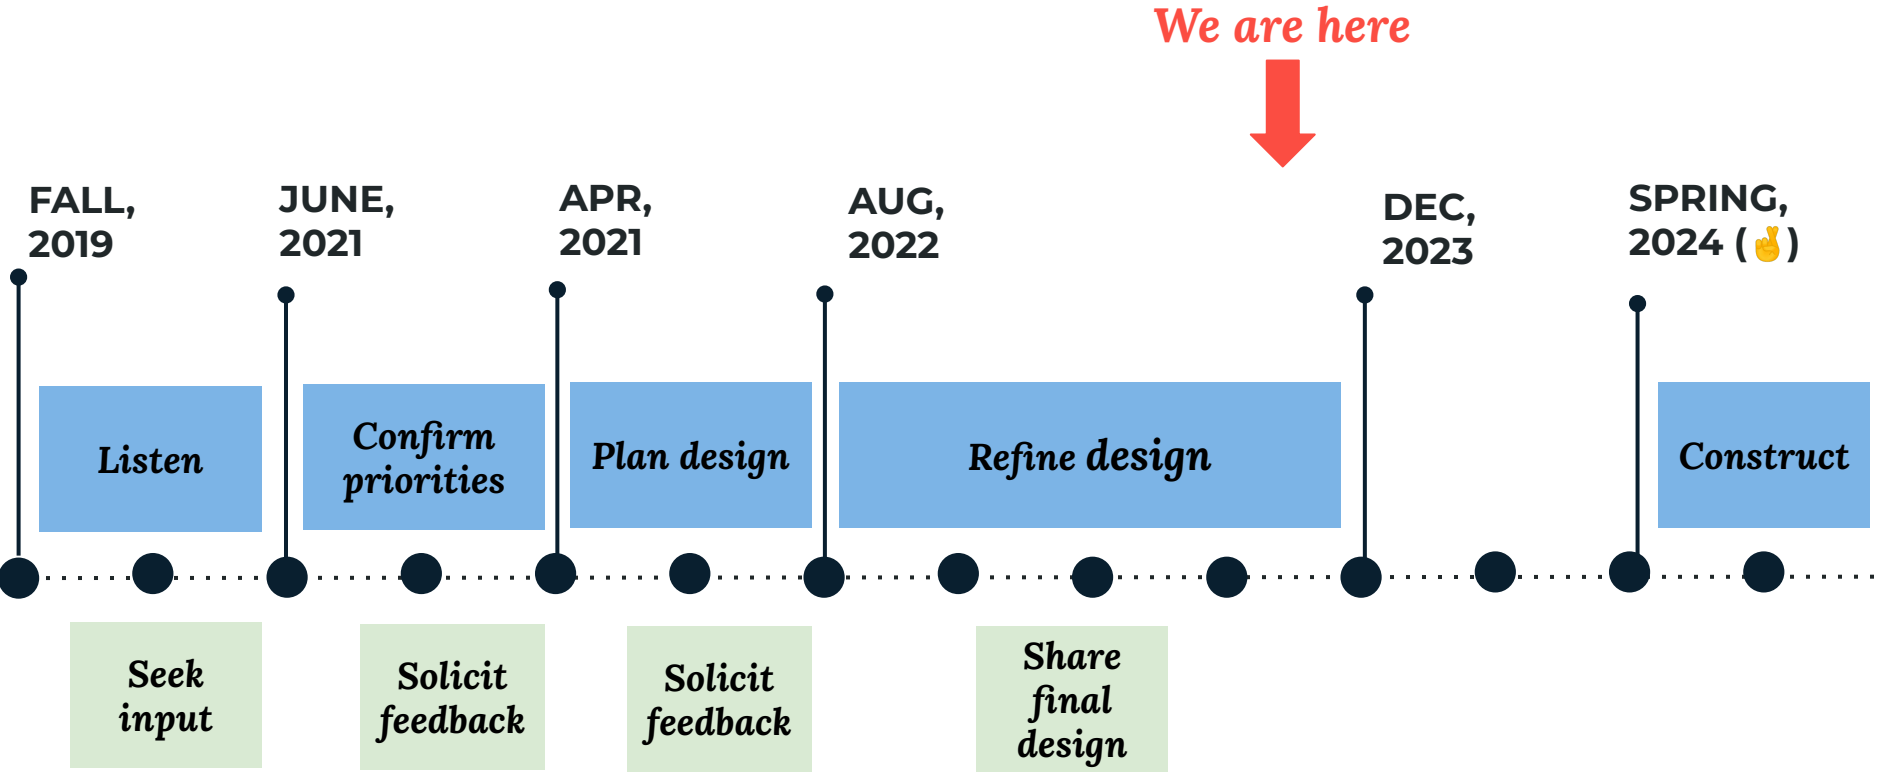 We are here
FALL,
2019
JUNE,
2021
APR,
2021
AUG,
2022
DEC,
2023
SPRING,
2024 (🤞)
Listen
Confirm
priorities
Plan design
Refine design
Construct
Seek
input
Solicit
feedback
Solicit
feedback
Share
final
design